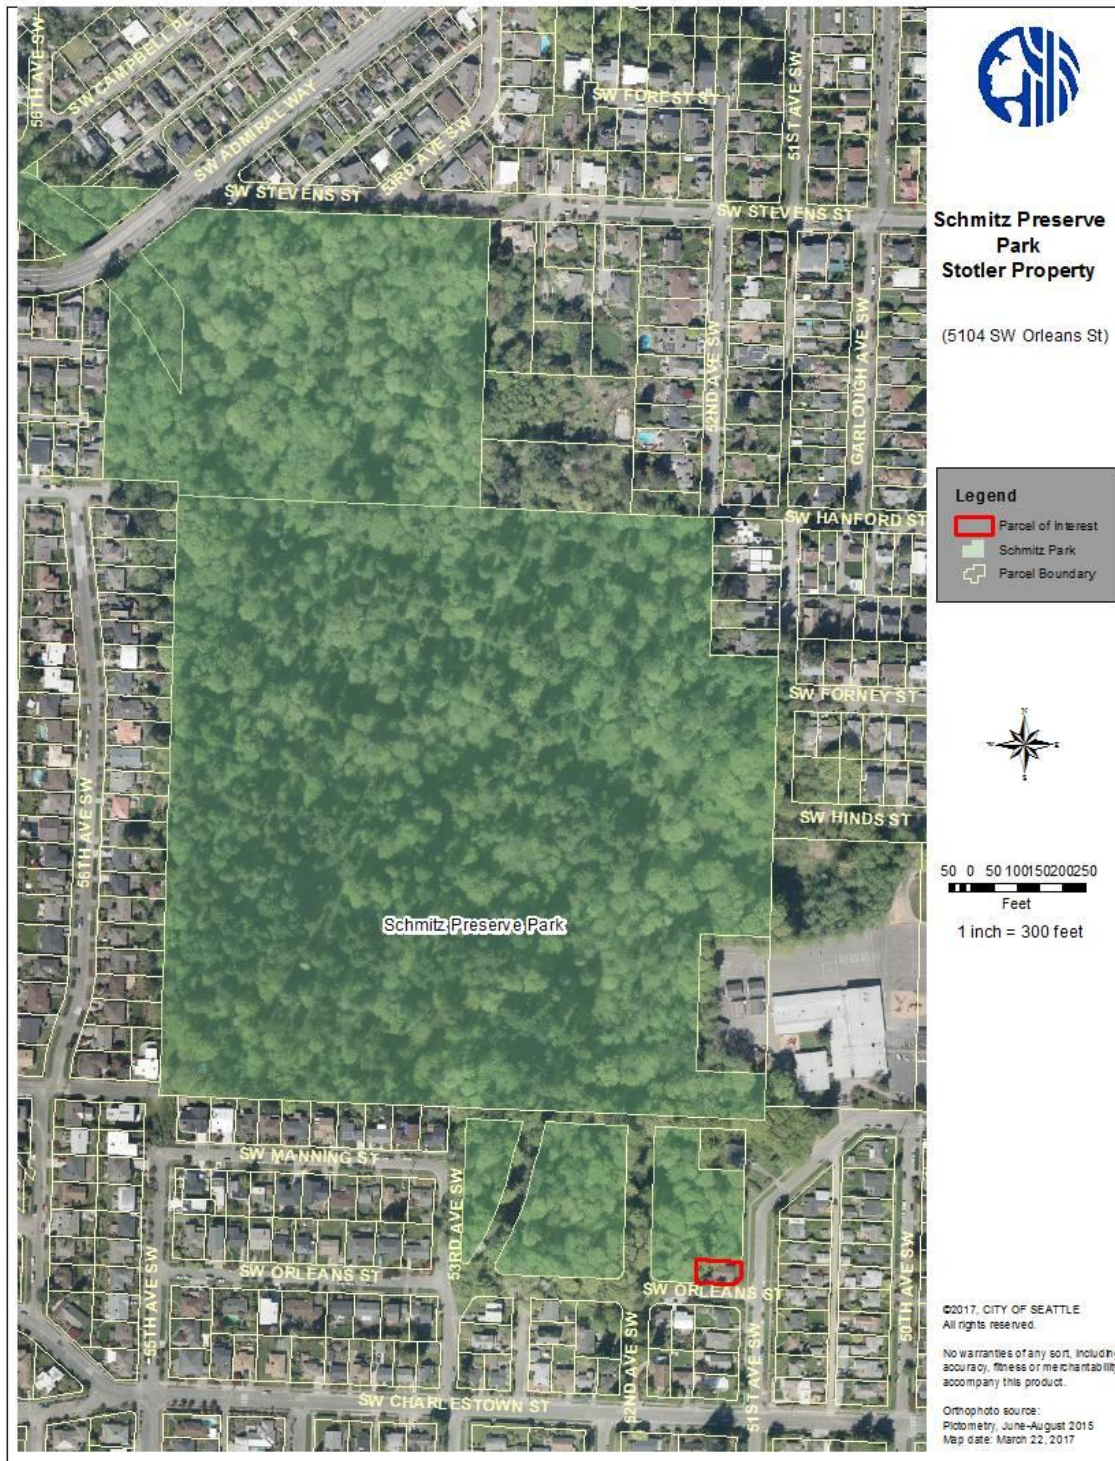 56TH AVE SW
SW CAMPBELL PL
SW ADMIRAL WAY
53RD AVE SW
SW FOREST ST
51ST AVE SW
SW STEVENS ST
SW STEVENS ST
52ND AVE SW
GARLOUGH AVE SW
SW HANFORD ST
SW FORNEY ST
SW HINDS ST
56TH AVE SW
Schmitz Preserve Park
SW MANNING ST
53RD AVE SW
SW ORLEANS ST
SW ORLEANS ST
55TH AVE SW
52ND AVE SW
51ST AVE SW
50TH AVE SW
SW CHARLESTOWN ST
Schmitz Preserve
Park
Stotler Property
(5104 SW Orleans St)
Legend
Parcel of Interest
Schmitz Park
Parcel Boundary
N
W E
S
50 0 50 100150200250
Feet
1 inch = 300 feet
©2017, CITY OF SEATTLE
All rights reserved.
No warranties of any sort, includin
accuracy, fitness or merchantabilit
accompany this product.
Orthophoto source:
Pictometry, June-August 2015
Map date: March 22, 2017